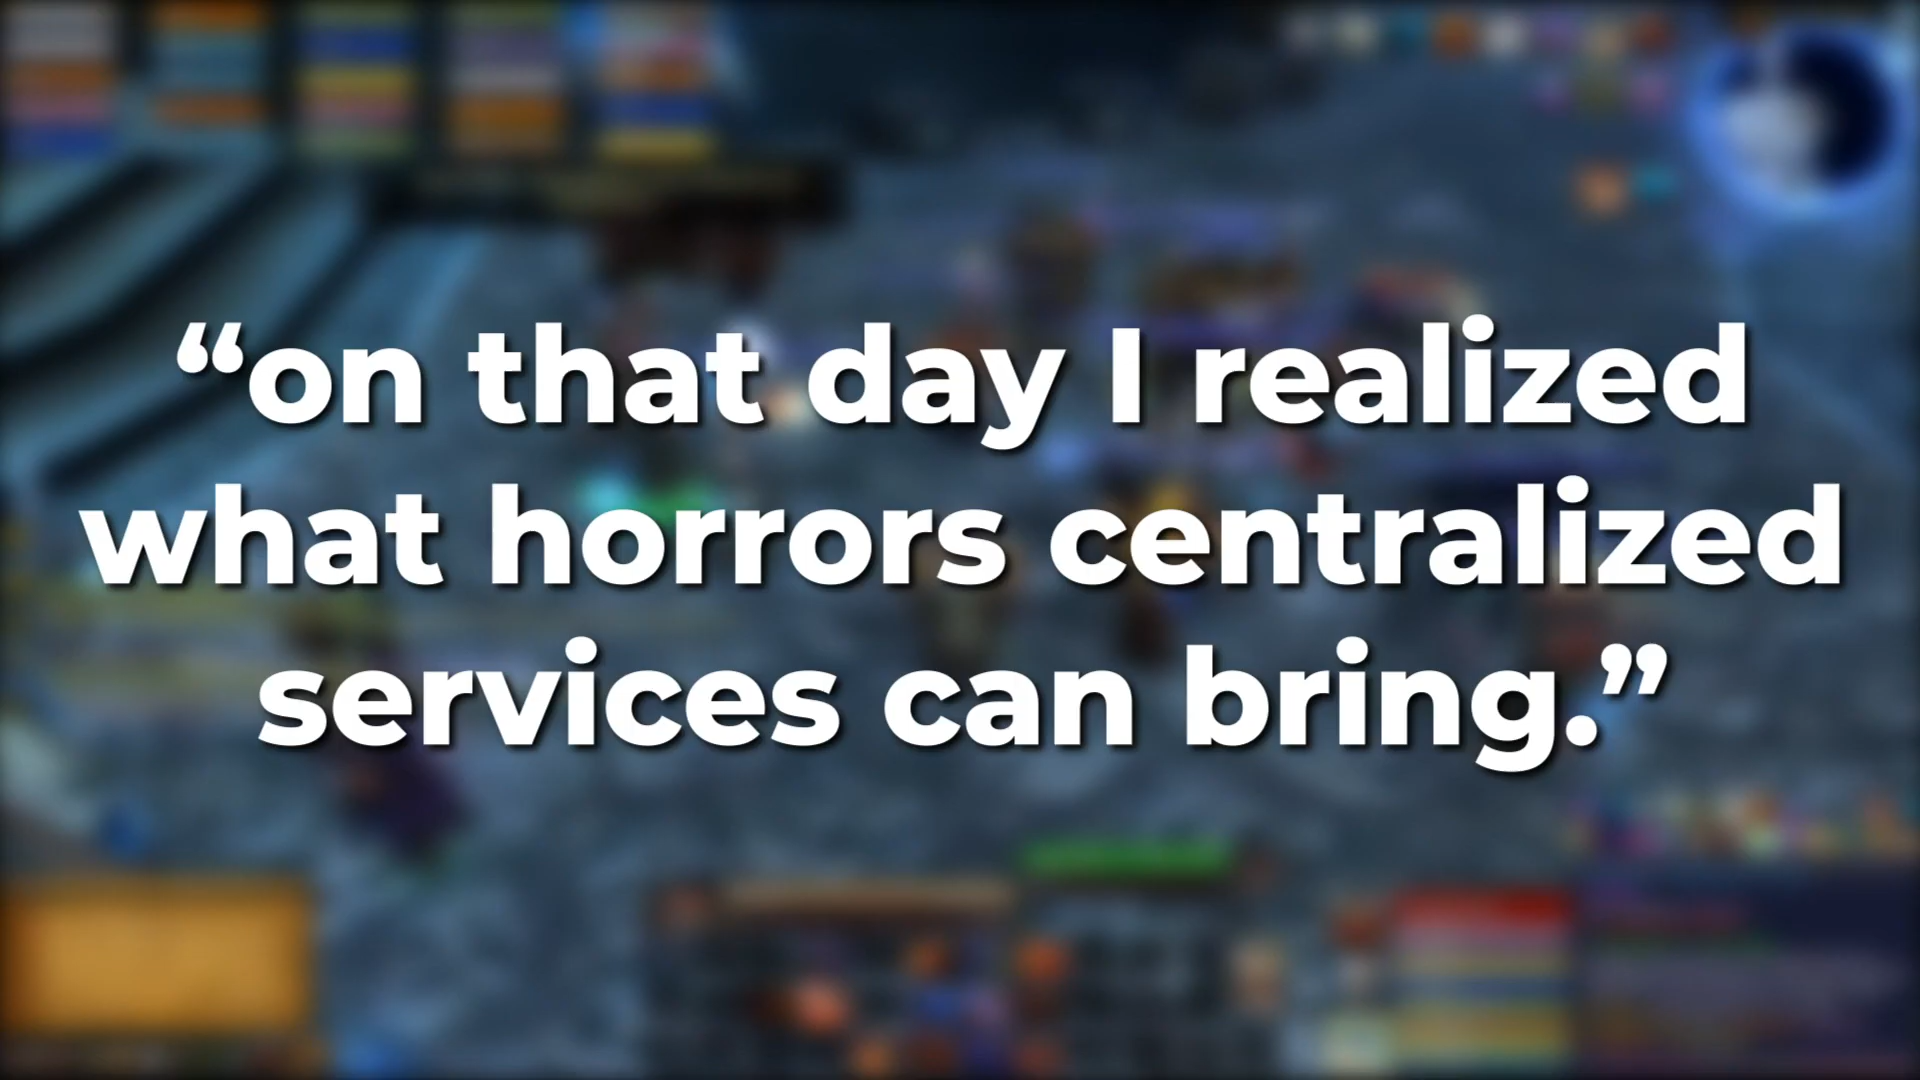 “on that day I realized
what horrors centralized
services can bring.”